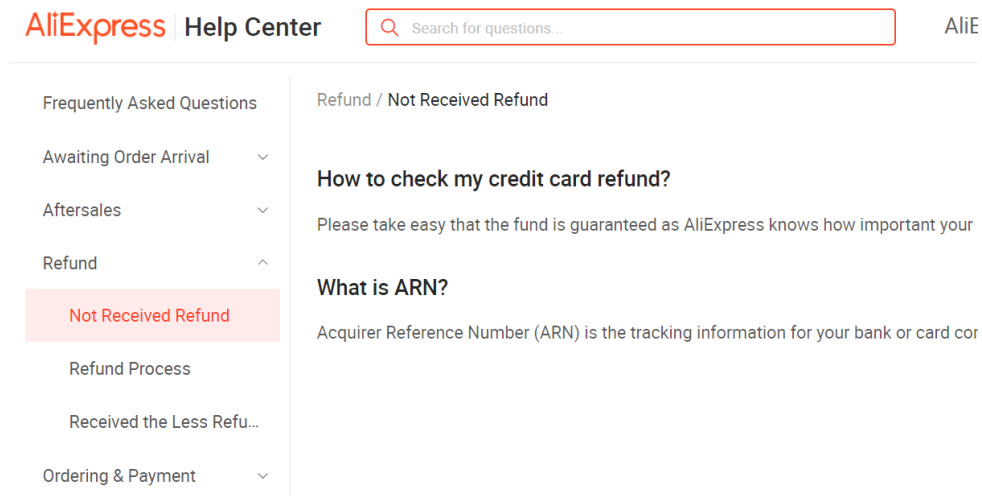 AliExpress Help Center
Search for questions...
AliE
Frequently Asked Questions
Awaiting Order Arrival
Aftersales
Refund
Not Received Refund
Refund Process
Received the Less Refu...
Ordering & Payment
Refund / Not Received Refund
How to check my credit card refund?
Please take easy that the fund is guaranteed as AliExpress knows how important your
What is ARN?
Acquirer Reference Number (ARN) is the tracking information for your bank or card cor